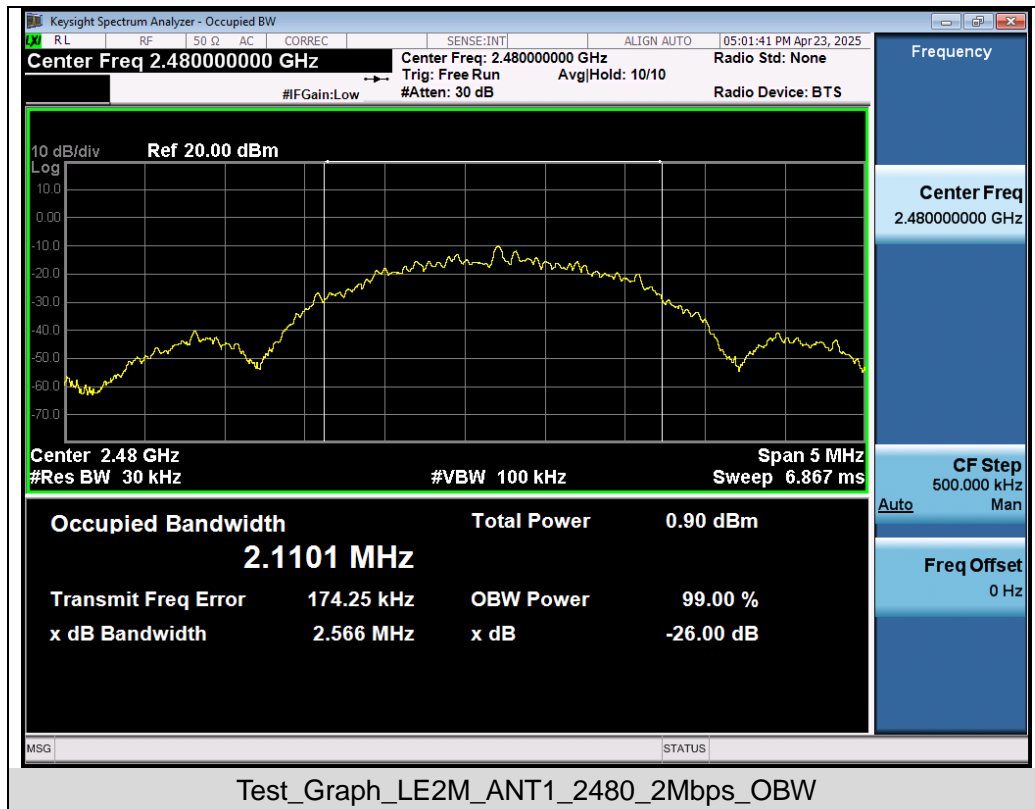 Keysight Spectrum Analyzer - Occupied BW
LXI RL RF 50 Ω AC CORREC SENSE:INT ALIGN AUTO 05:01:41 PM Apr 23, 2025
Center Freq 2.480000000 GHz
Center Freq: 2.480000000 GHz Radio Std: None
Trig: Free Run Avg|Hold: 10/10
#IFGain:Low #Atten: 30 dB Radio Device: BTS
10 dB/div Ref 20.00 dBm
Log
10.0
0.00
-10.0
-20.0
-30.0
-40.0
-50.0
-60.0
-70.0
Center 2.48 GHz Span 5 MHz
#Res BW 30 kHz #VBW 100 kHz Sweep 6.867 ms
Occupied Bandwidth Total Power 0.90 dBm
2.1101 MHz
Transmit Freq Error 174.25 kHz OBW Power 99.00 %
x dB Bandwidth 2.566 MHz x dB -26.00 dB
Frequency
Center Freq
2.480000000 GHz
CF Step
500.000 kHz
Auto Man
Freq Offset
0 Hz
MSG STATUS
Test_Graph_LE2M_ANT1_2480_2Mbps_OBW